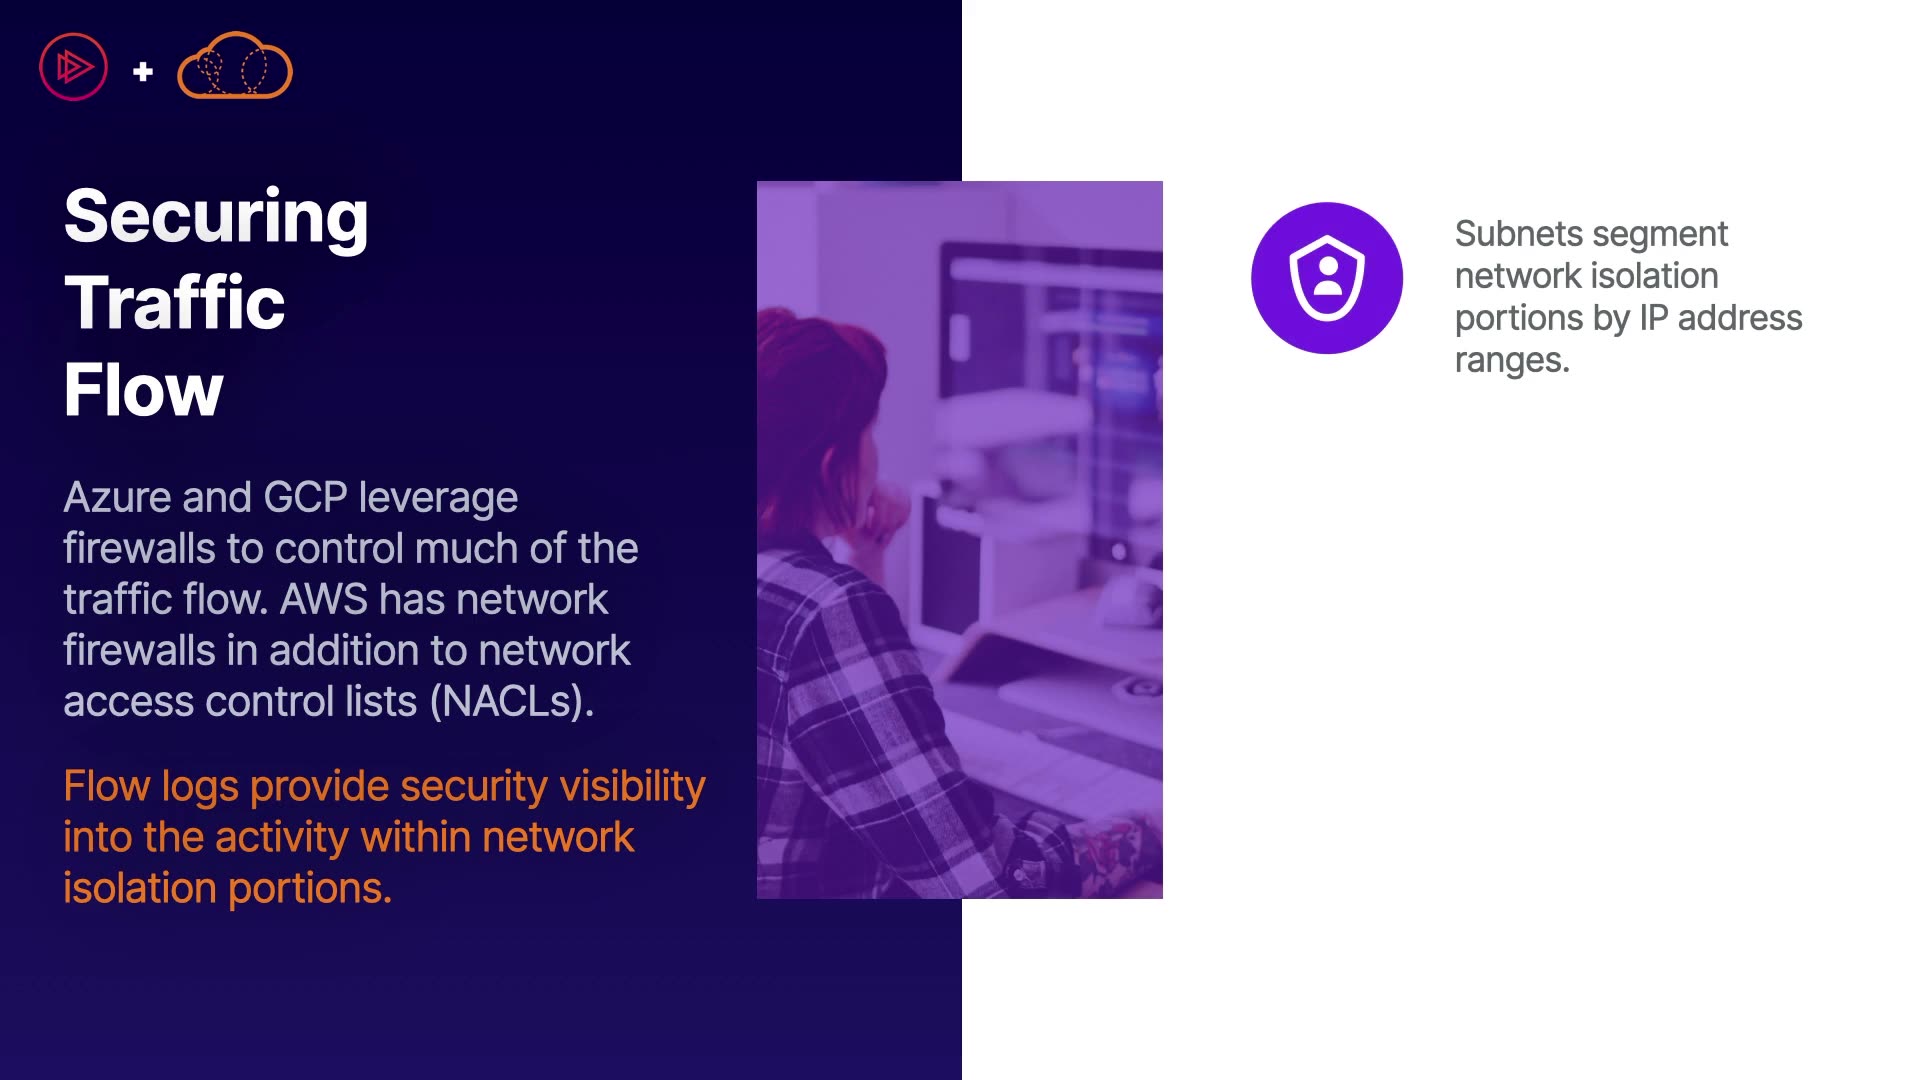 Securing
Traffic
Flow
Azure and GCP leverage
firewalls to control much of the
traffic flow. AWS has network
firewalls in addition to network
access control lists (NACLs).
Flow logs provide security visibility
into the activity within network
isolation portions.
Subnets segment
network isolation
portions by IP address
ranges.